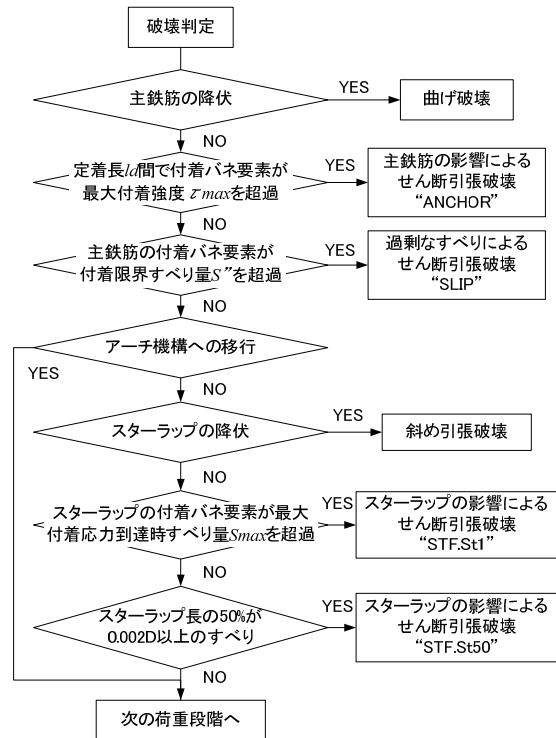 破壊判定
主鉄筋の降伏
YES
曲げ破壊
NO
定着長ld間で付着バネ要素が
最大付着強度τmaxを超過
YES
主鉄筋の影響による
せん断引張破壊
“ANCHOR”
NO
主鉄筋の付着バネ要素が
付着限界すべり量S”を超過
YES
過剰なすべりによる
せん断引張破壊
“SLIP”
NO
アーチ機構への移行
YES
NO
スターラップの降伏
YES
斜め引張破壊
NO
スターラップの付着バネ要素が最大
付着応力到達時すべり量Smaxを超過
YES
スターラップの影響による
せん断引張破壊
“STF.St1”
NO
スターラップ長の50%が
0.002D以上のすべり
YES
スターラップの影響による
せん断引張破壊
“STF.St50”
NO
次の荷重段階へ